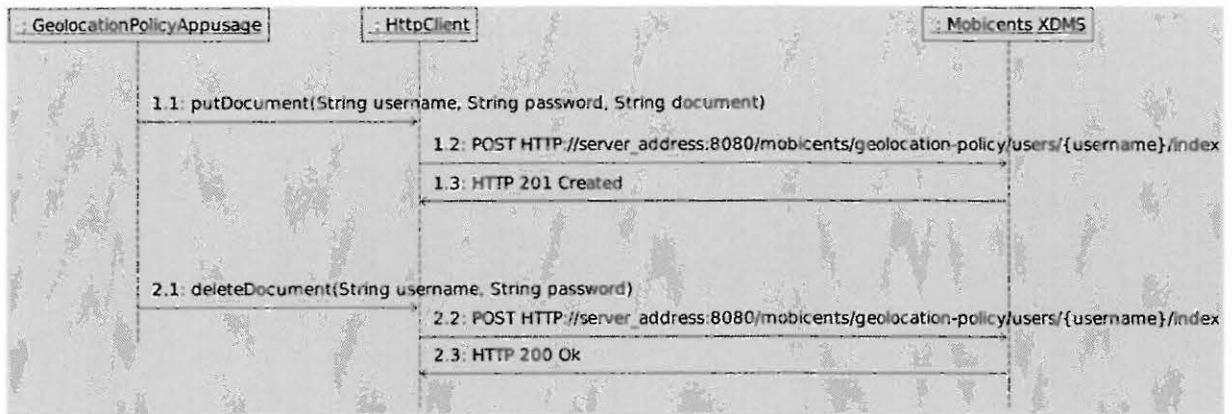 : GeolocationPolicyAppusage
: HttpClient
: Mobicents XDMS
1.1: putDocument(String username, String password, String document)
1.2: POST HTTP://server_address:8080/mobicents/geolocation-policy/users/{username}/index
1.3: HTTP 201 Created
2.1: deleteDocument(String username, String password)
2.2: POST HTTP://server_address:8080/mobicents/geolocation-policy/users/{username}/index
2.3: HTTP 200 Ok